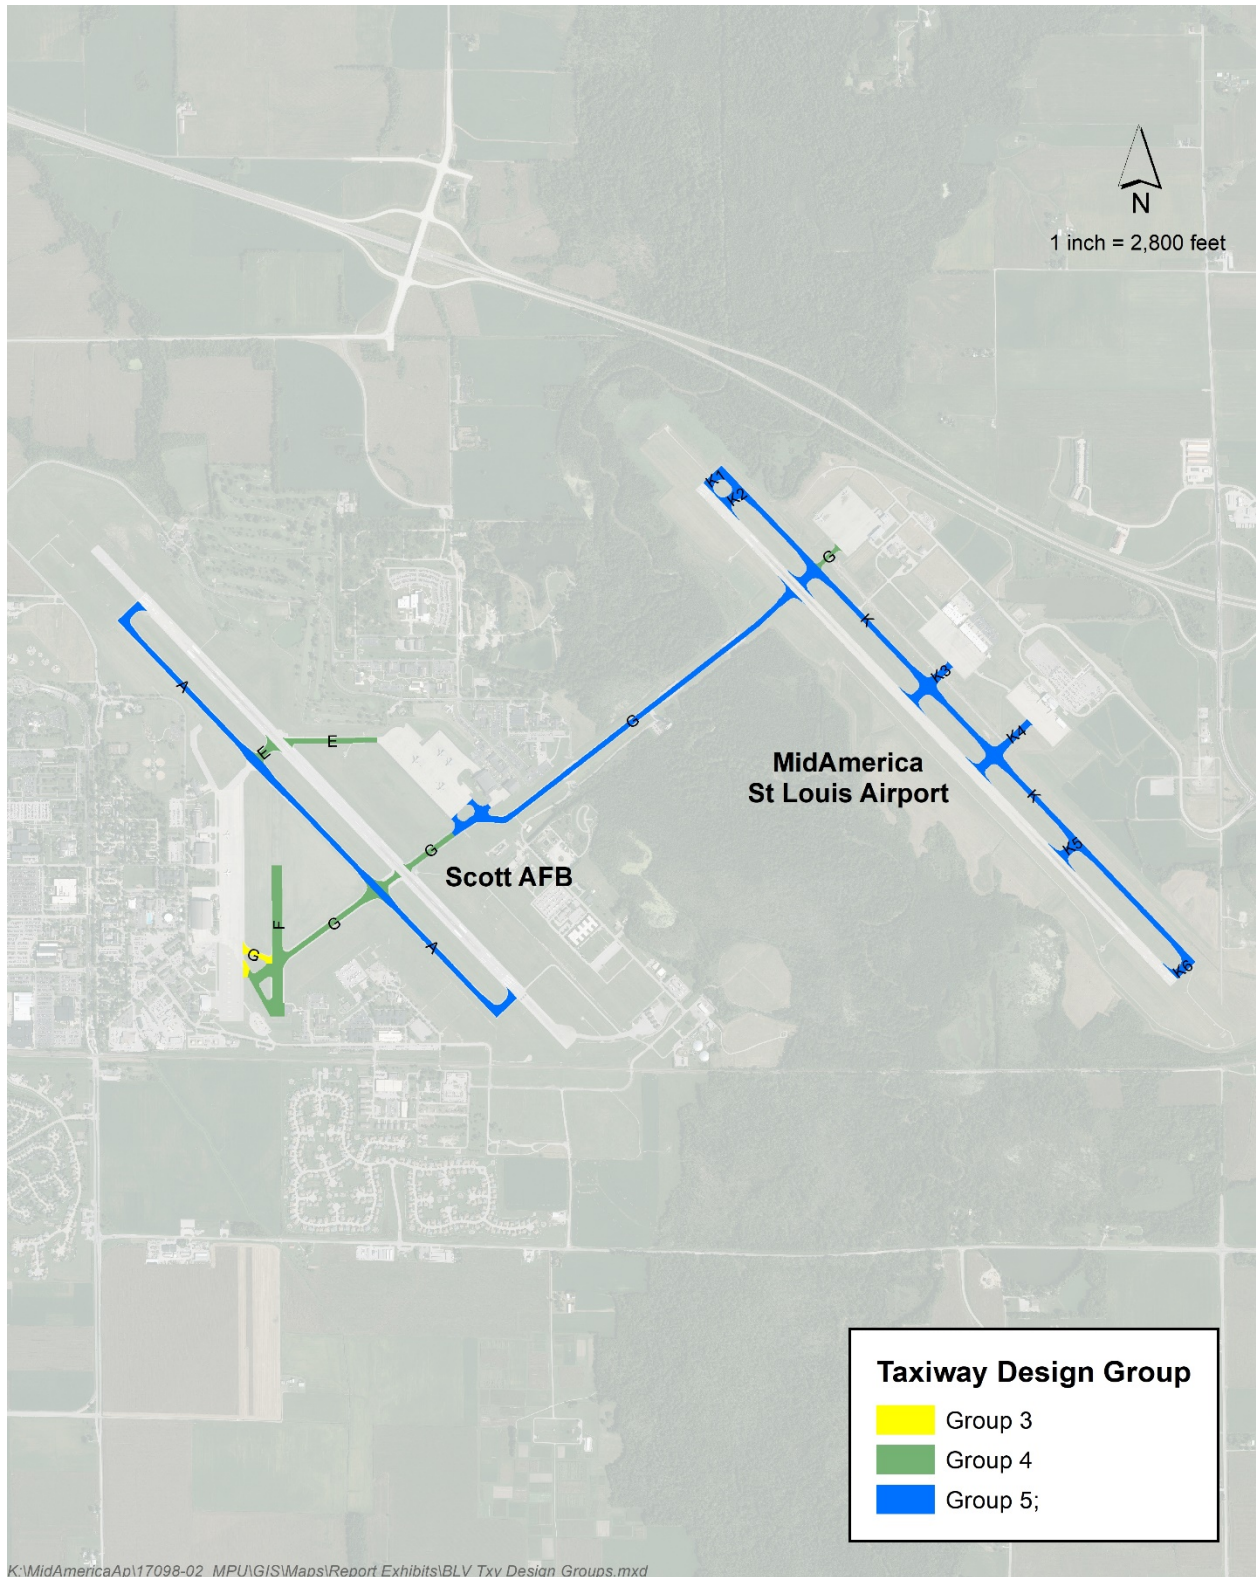 N
1 inch = 2,800 feet
K1
K2
G
K
K3
A
G
K4
E
E
MidAmerica
St Louis Airport
K
G
K5
Scott AFB
F
G
A
G
K6
Taxiway Design Group
Group 3
Group 4
Group 5;
K:\MidAmericaAp\17098-02_MPU\GIS\Maps\Report Exhibits\BLV Txy Design Groups.mxd